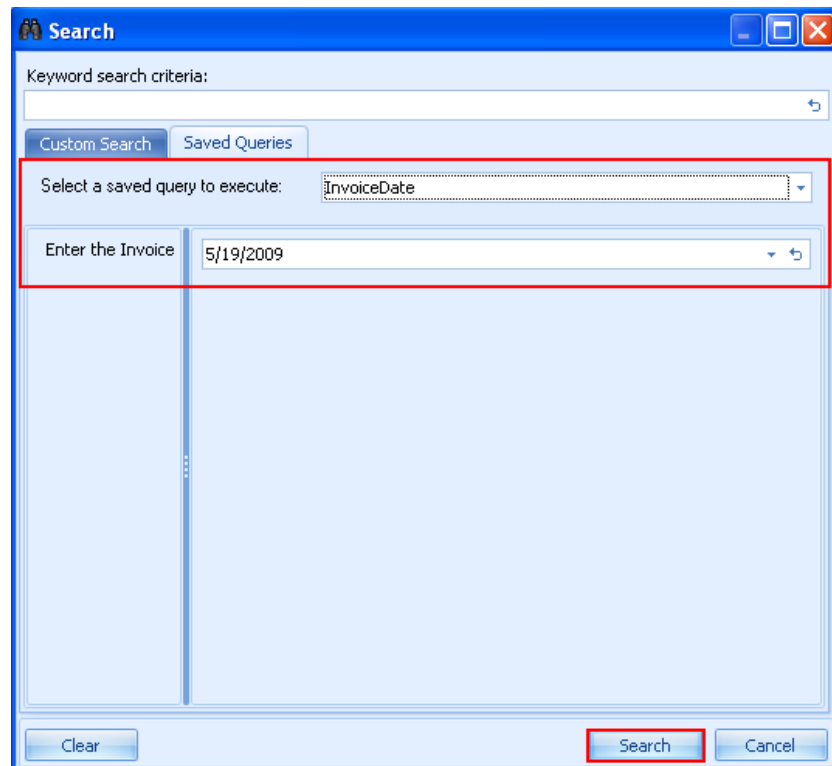 Search
Keyword search criteria:
Custom Search Saved Queries
Select a saved query to execute: InvoiceDate
Enter the Invoice 5/19/2009
Clear Search Cancel